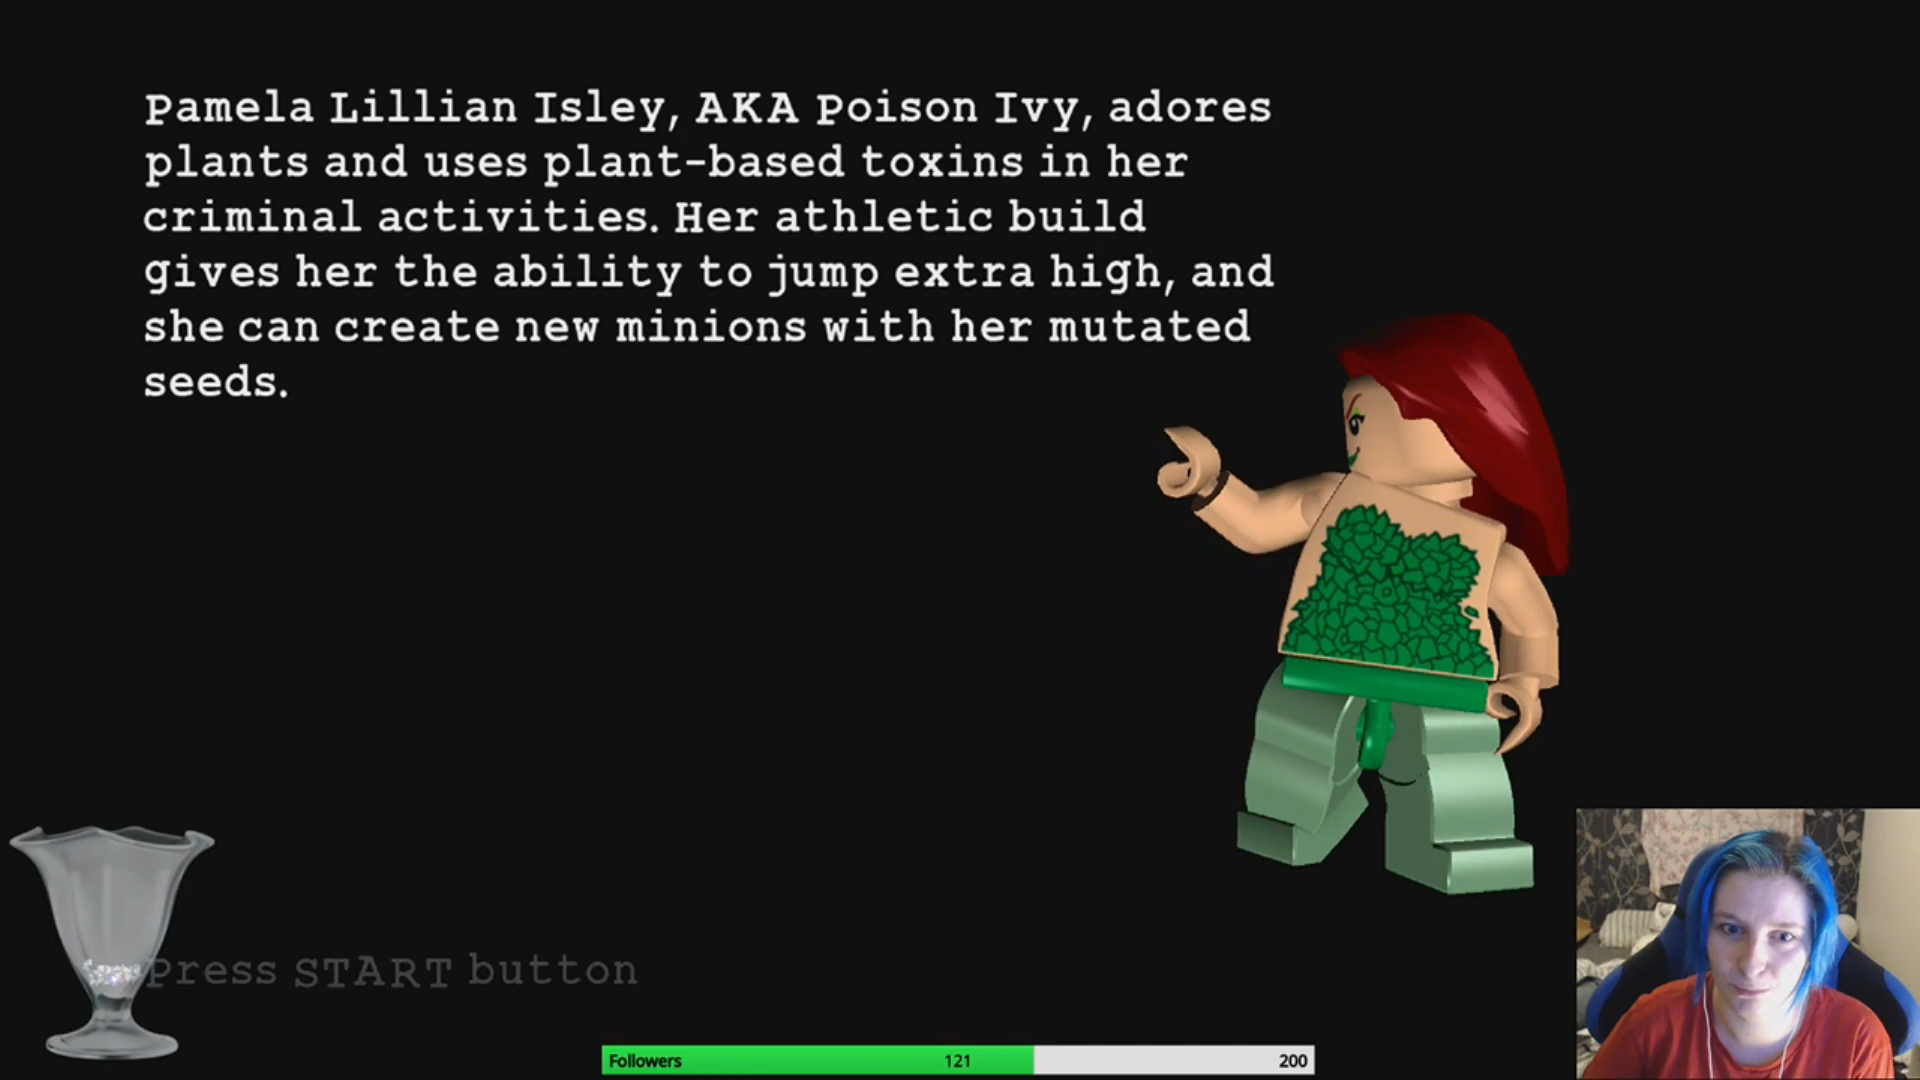 Pamela Lillian Isley, AKA Poison Ivy, adores
plants and uses plant-based toxins in her
criminal activities. Her athletic build
gives her the ability to jump extra high, and
she can create new minions with her mutated
seeds.
Press START button
Followers 121 200